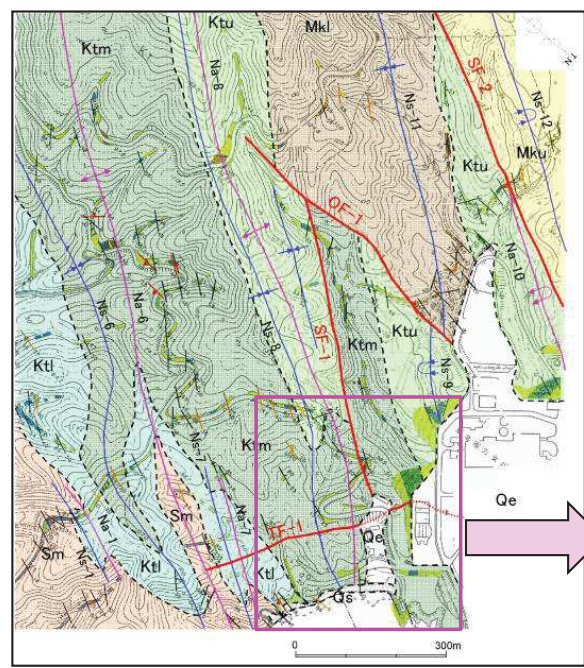 Ktu
Mkl
SF-2
N
Ktm
Na-8
Ns-11
Ns-12
Ktu
Mku
OF-1
Na-10
Ns-6
Na-6
Ns-8
SF-1
Ktm
Ktu
Ns-9
Ktl
Ns-7
Ktm
Sm
Na-7
Qe
TF-1
Qe
Sm
Na-1
Ns-1
Ktl
Ktl
Qs
0 300m